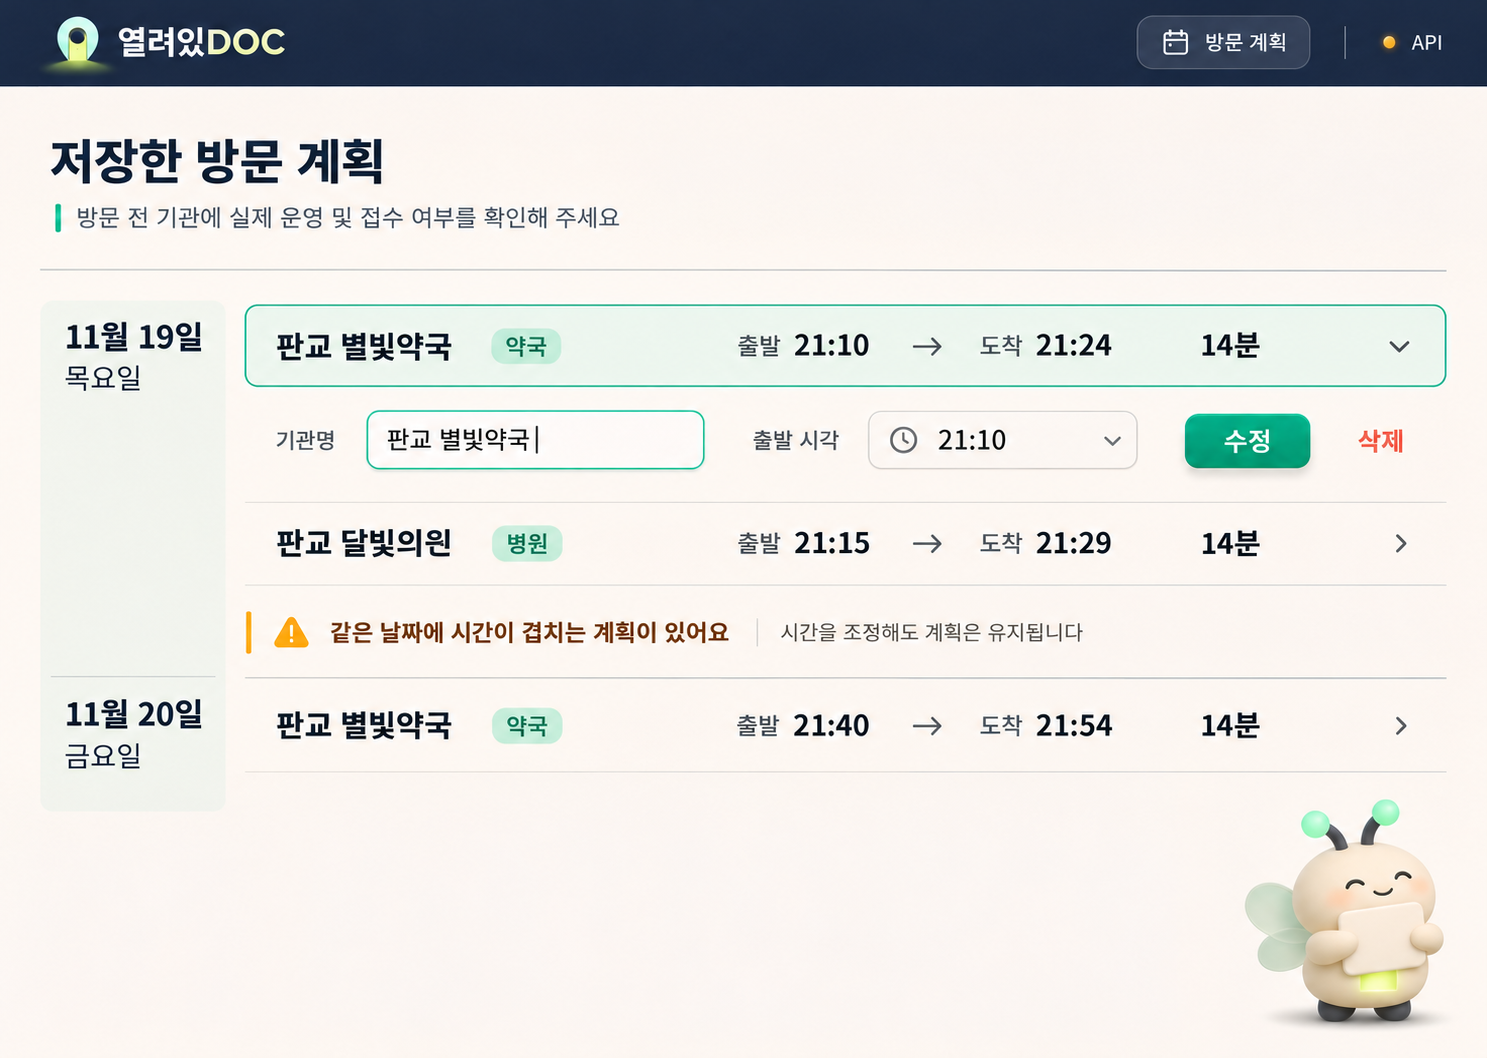 열려있DOC
방문 계획
API
저장한 방문 계획
방문 전 기관에 실제 운영 및 접수 여부를 확인해 주세요
11월 19일
목요일
판교 별빛약국 약국 출발 21:10 → 도착 21:24 14분
기관명 판교 별빛약국 출발 시각 21:10 수정 삭제
판교 달빛의원 병원 출발 21:15 → 도착 21:29 14분
같은 날짜에 시간이 겹치는 계획이 있어요 시간을 조정해도 계획은 유지됩니다
11월 20일
금요일
판교 별빛약국 약국 출발 21:40 → 도착 21:54 14분